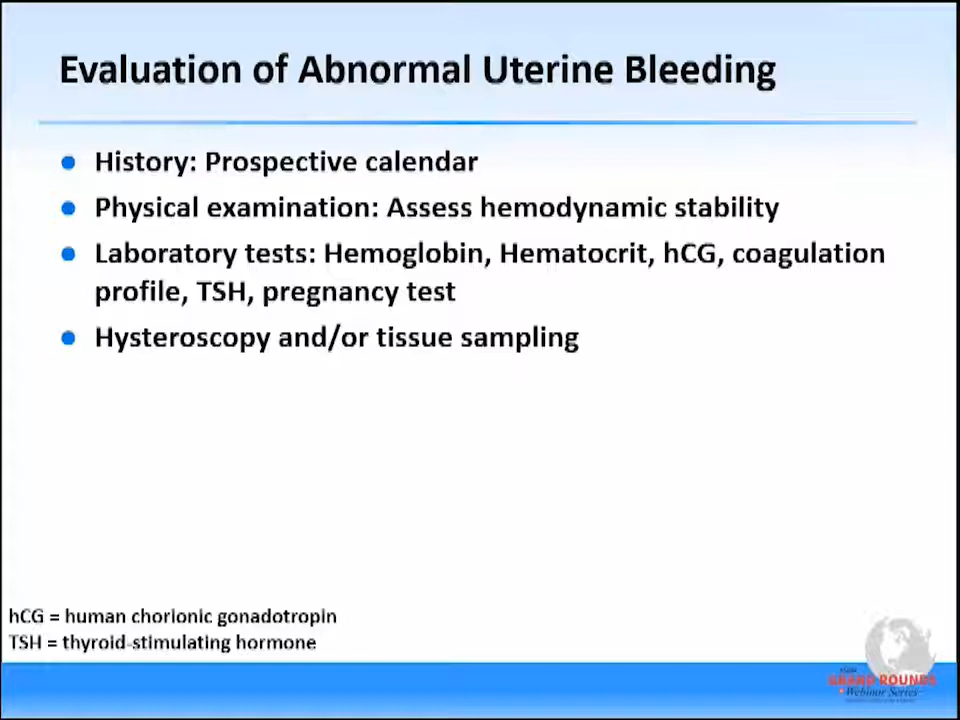 Evaluation of Abnormal Uterine Bleeding
History: Prospective calendar
Physical examination: Assess hemodynamic stability
Laboratory tests: Hemoglobin, Hematocrit, hCG, coagulation
profile, TSH, pregnancy test
Hysteroscopy and/or tissue sampling
hCG = human chorionic gonadotropin
TSH = thyroid-stimulating hormone
GRAND ROUNDS
Webinar Series